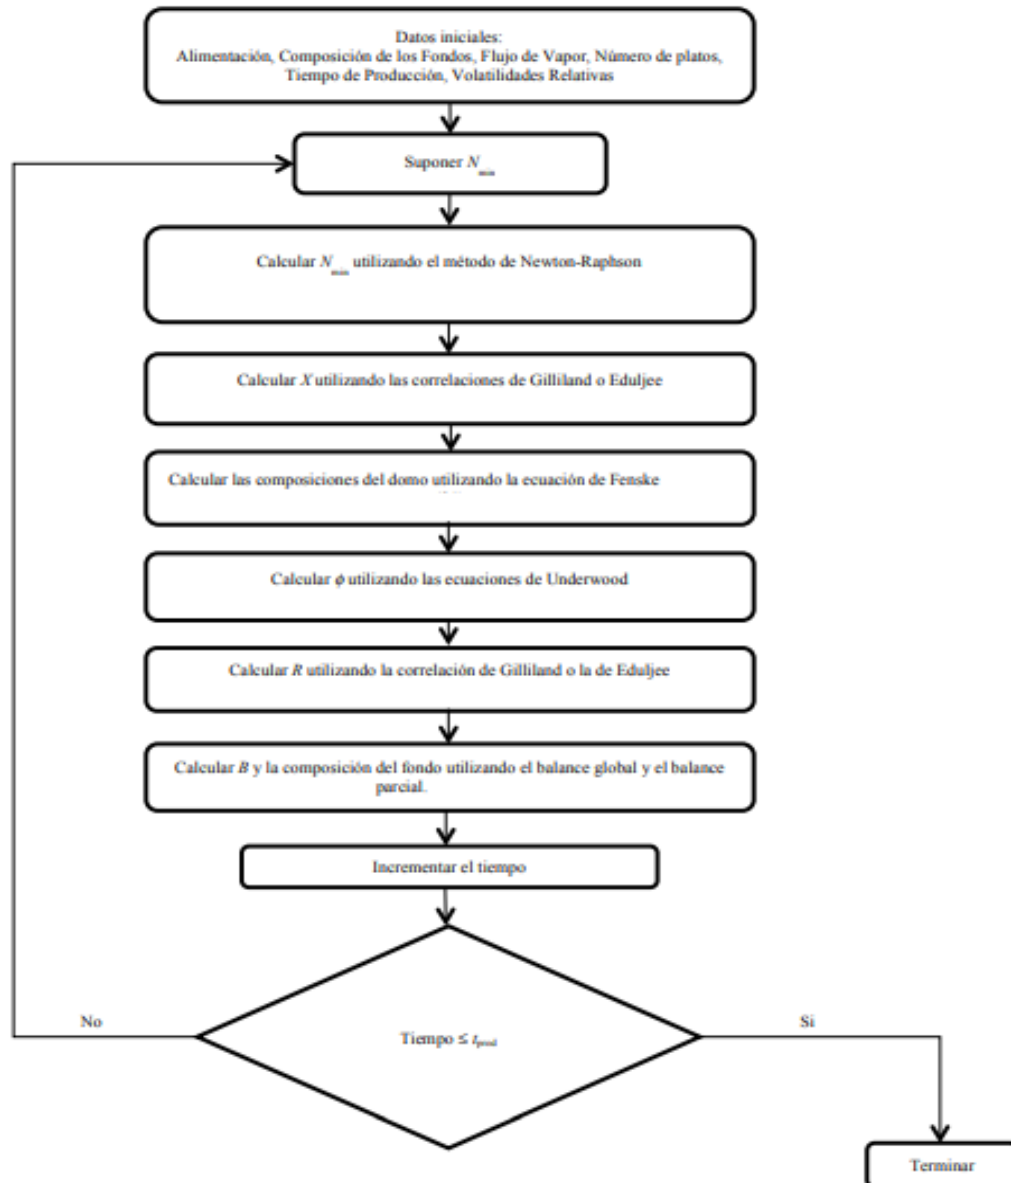 Datos iniciales:
Alimentación, Composición de los Fondos, Flujo de Vapor, Número de platos,
Tiempo de Producción, Volatilidades Relativas
Suponer N_min
Calcular N_min utilizando el método de Newton-Raphson
Calcular X utilizando las correlaciones de Gilliland o Eduljee
Calcular las composiciones del domo utilizando la ecuación de Fenske
Calcular ϕ utilizando las ecuaciones de Underwood
Calcular R utilizando la correlación de Gilliland o la de Eduljee
Calcular B y la composición del fondo utilizando el balance global y el balance
parcial.
Incrementar el tiempo
Tiempo ≤ t_prod
No
Si
Terminar